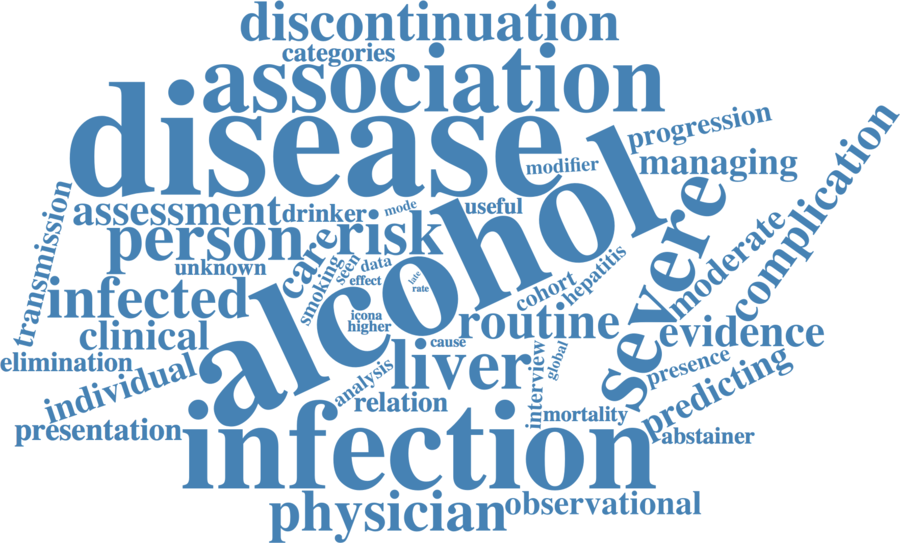 discontinuation
categories
association
disease
progression
modifier
managing
complication
transmission
assessment
drinker
mode
useful
alcohol
severe
person
risk
care
moderate
unknown
smoking
seen
data
effect
late
rate
hepatitis
cohort
infected
icona
higher
routine
evidence
clinical
cause
liver
interview
global
presence
elimination
individual
analysis
relation
predicting
mortality
presentation
infection
abstainer
physician
observational